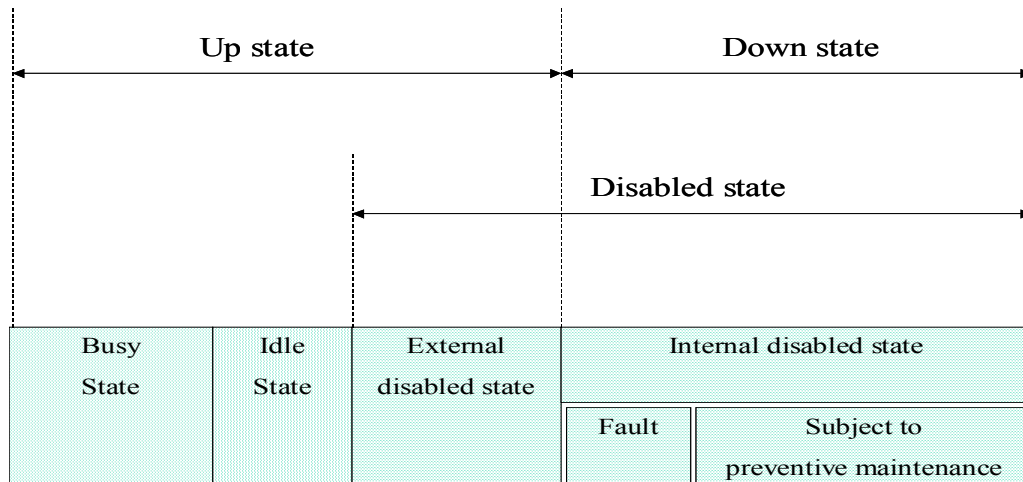 Up state
Down state
Disabled state
Busy
State
Idle
State
External
disabled state
Internal disabled state
Fault
Subject to
preventive maintenance